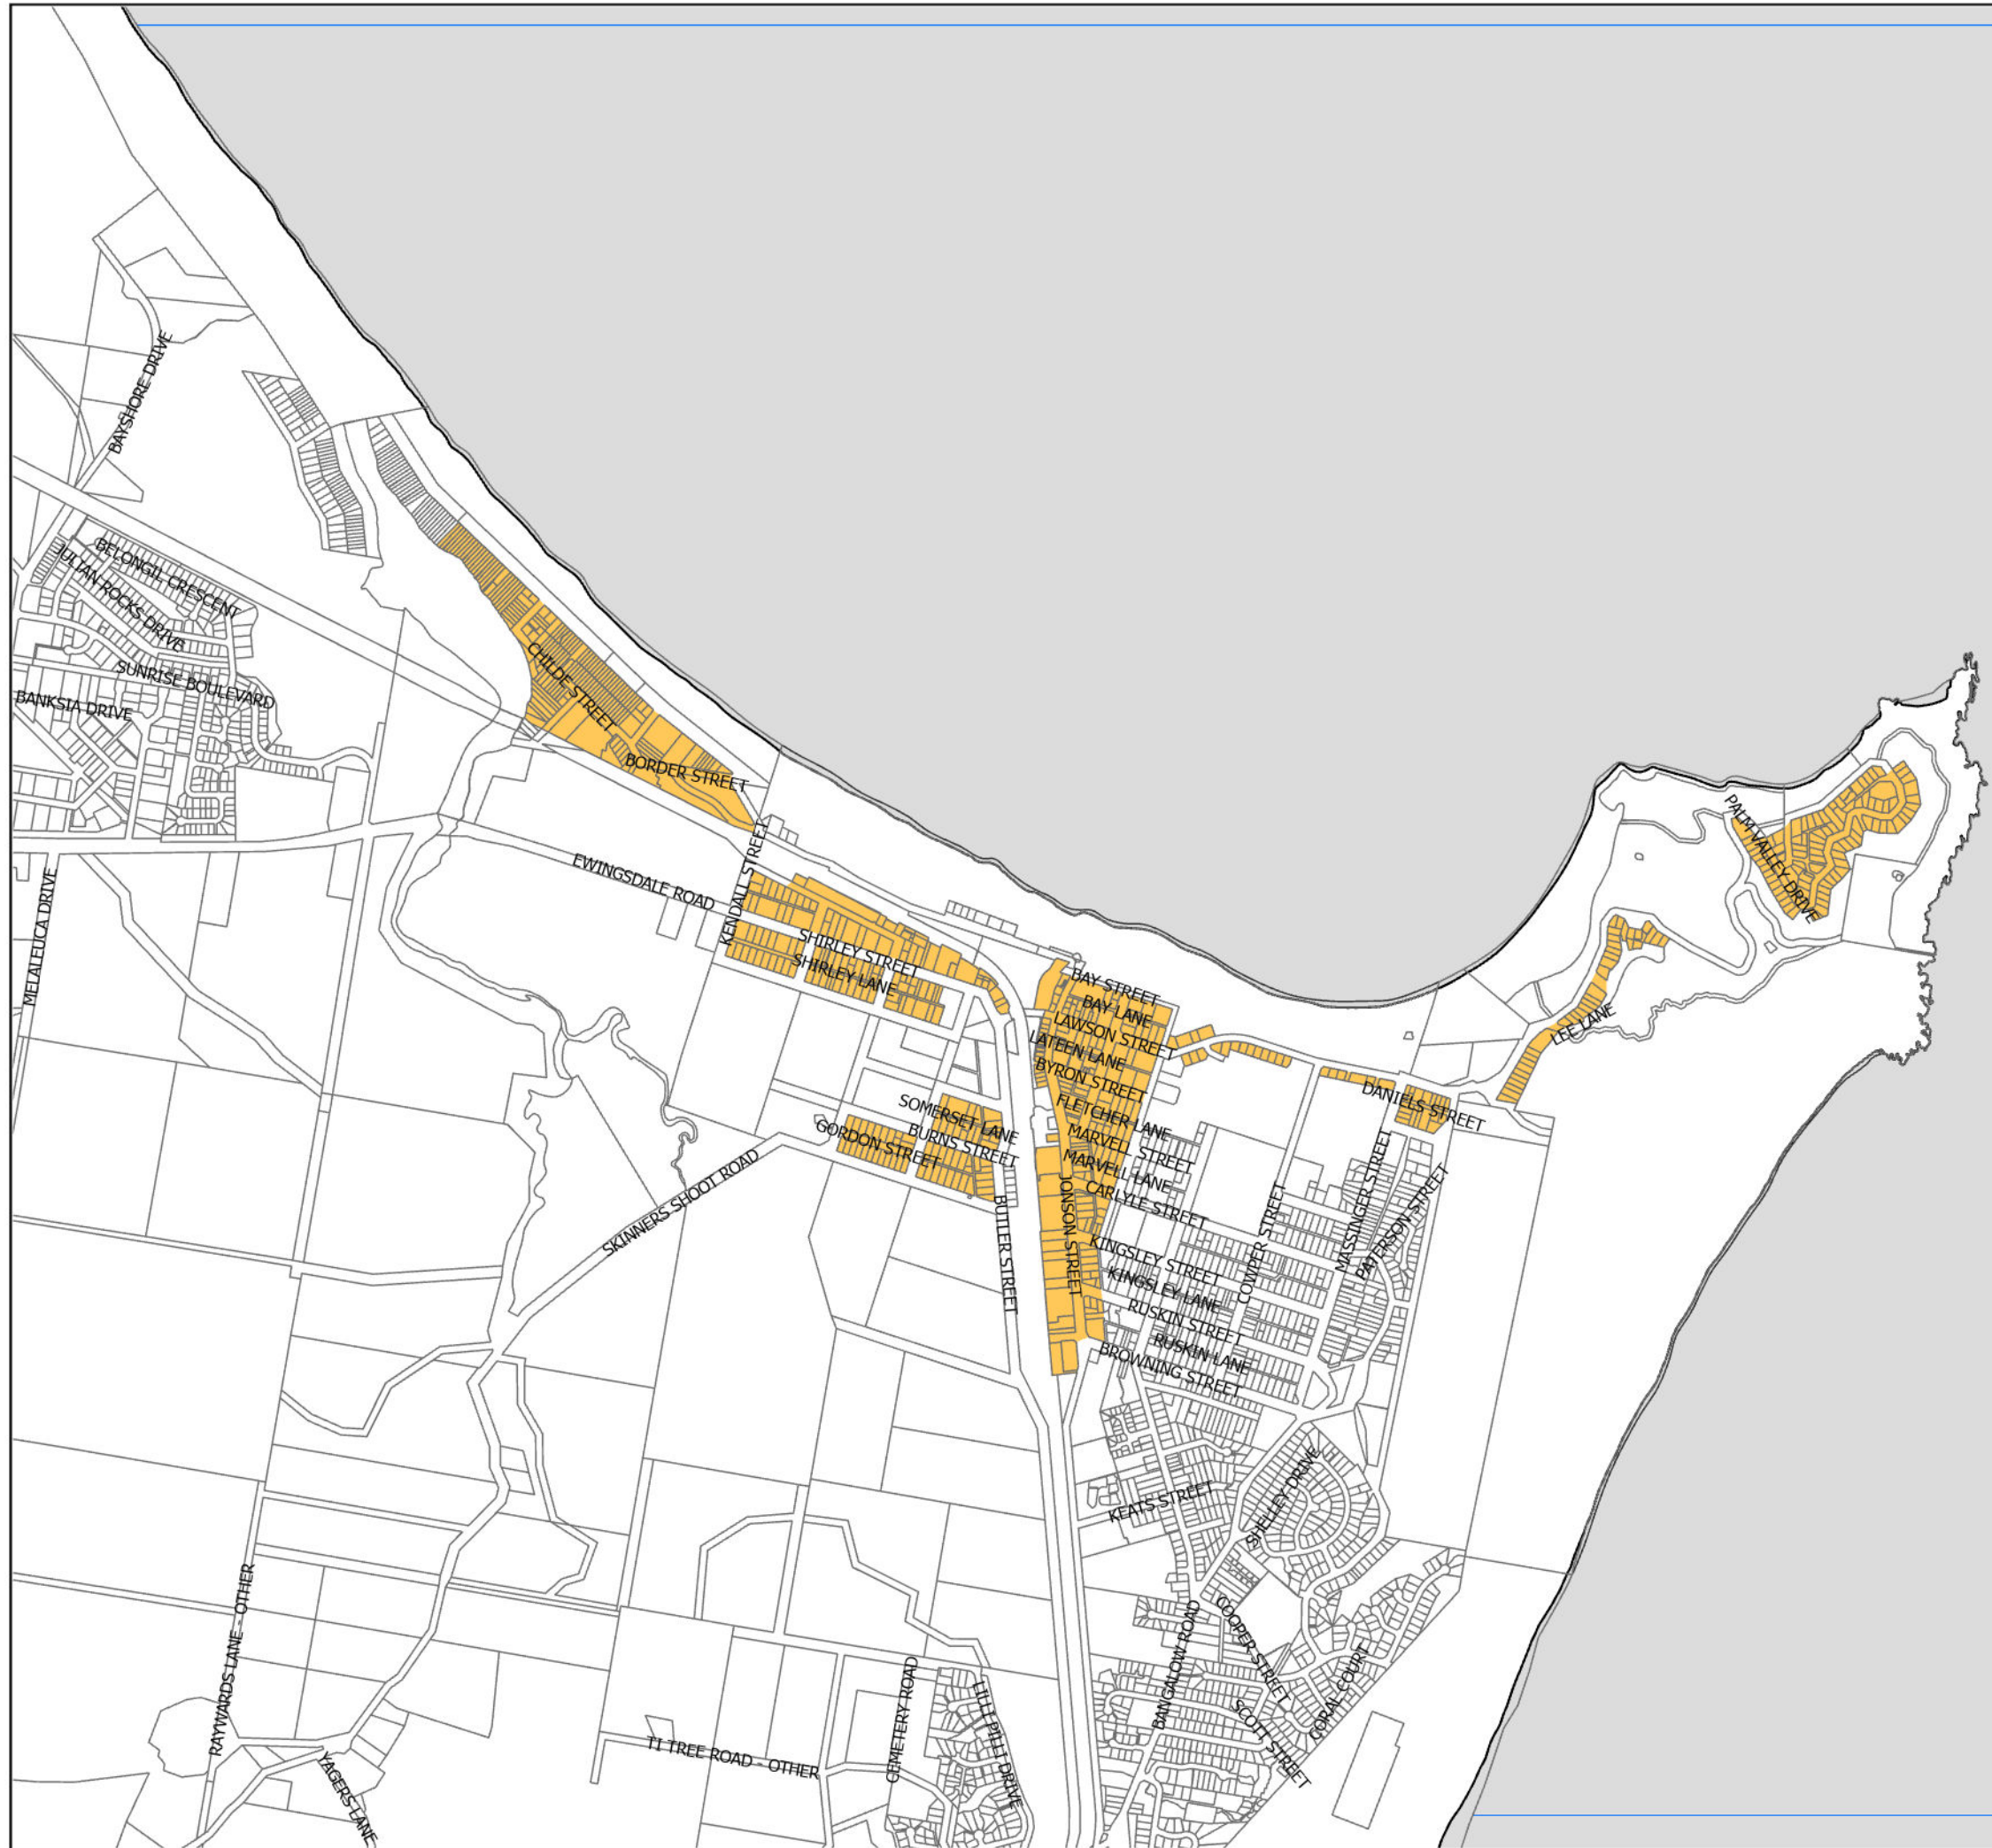 BAYSHORE DRIVE
BELONGIL CRESCENT
JULIAN ROCKS DRIVE
SUNRISE BOULEVARD
BANKSIA DRIVE
CHILDE STREET
BORDER STREET
PALM VALLEY DRIVE
EWINGSDALE ROAD
KENDALL STREET
MELALEUCA DRIVE
SHIRLEY STREET
SHIRLEY LANE
BAY STREET
BAY LANE
LAWSON STREET
LATEEN LANE
BYRON STREET
LEE LANE
DANIELS STREET
SOMERSET LANE
BURNS STREET
GORDON STREET
FLETCHER LANE
MARVELL STREET
MARVELL LANE
CARLYLE STREET
SKINNERS SHOOT ROAD
BUTLER STREET
JONSON STREET
COWPER STREET
MASSINGER STREET
PATERSON STREET
KINGSLEY STREET
KINGSLEY LANE
RUSKIN STREET
RUSKIN LANE
BROWNING STREET
KEATS STREET
SHELLEY DRIVE
RAYWARDS LANE - OTHER
YAGERS LANE
TI TREE ROAD - OTHER
CEMETERY ROAD
LILLI PILLI DRIVE
BANGALOW ROAD
COOPER STREET
SCOTT STREET
CORAL COURT